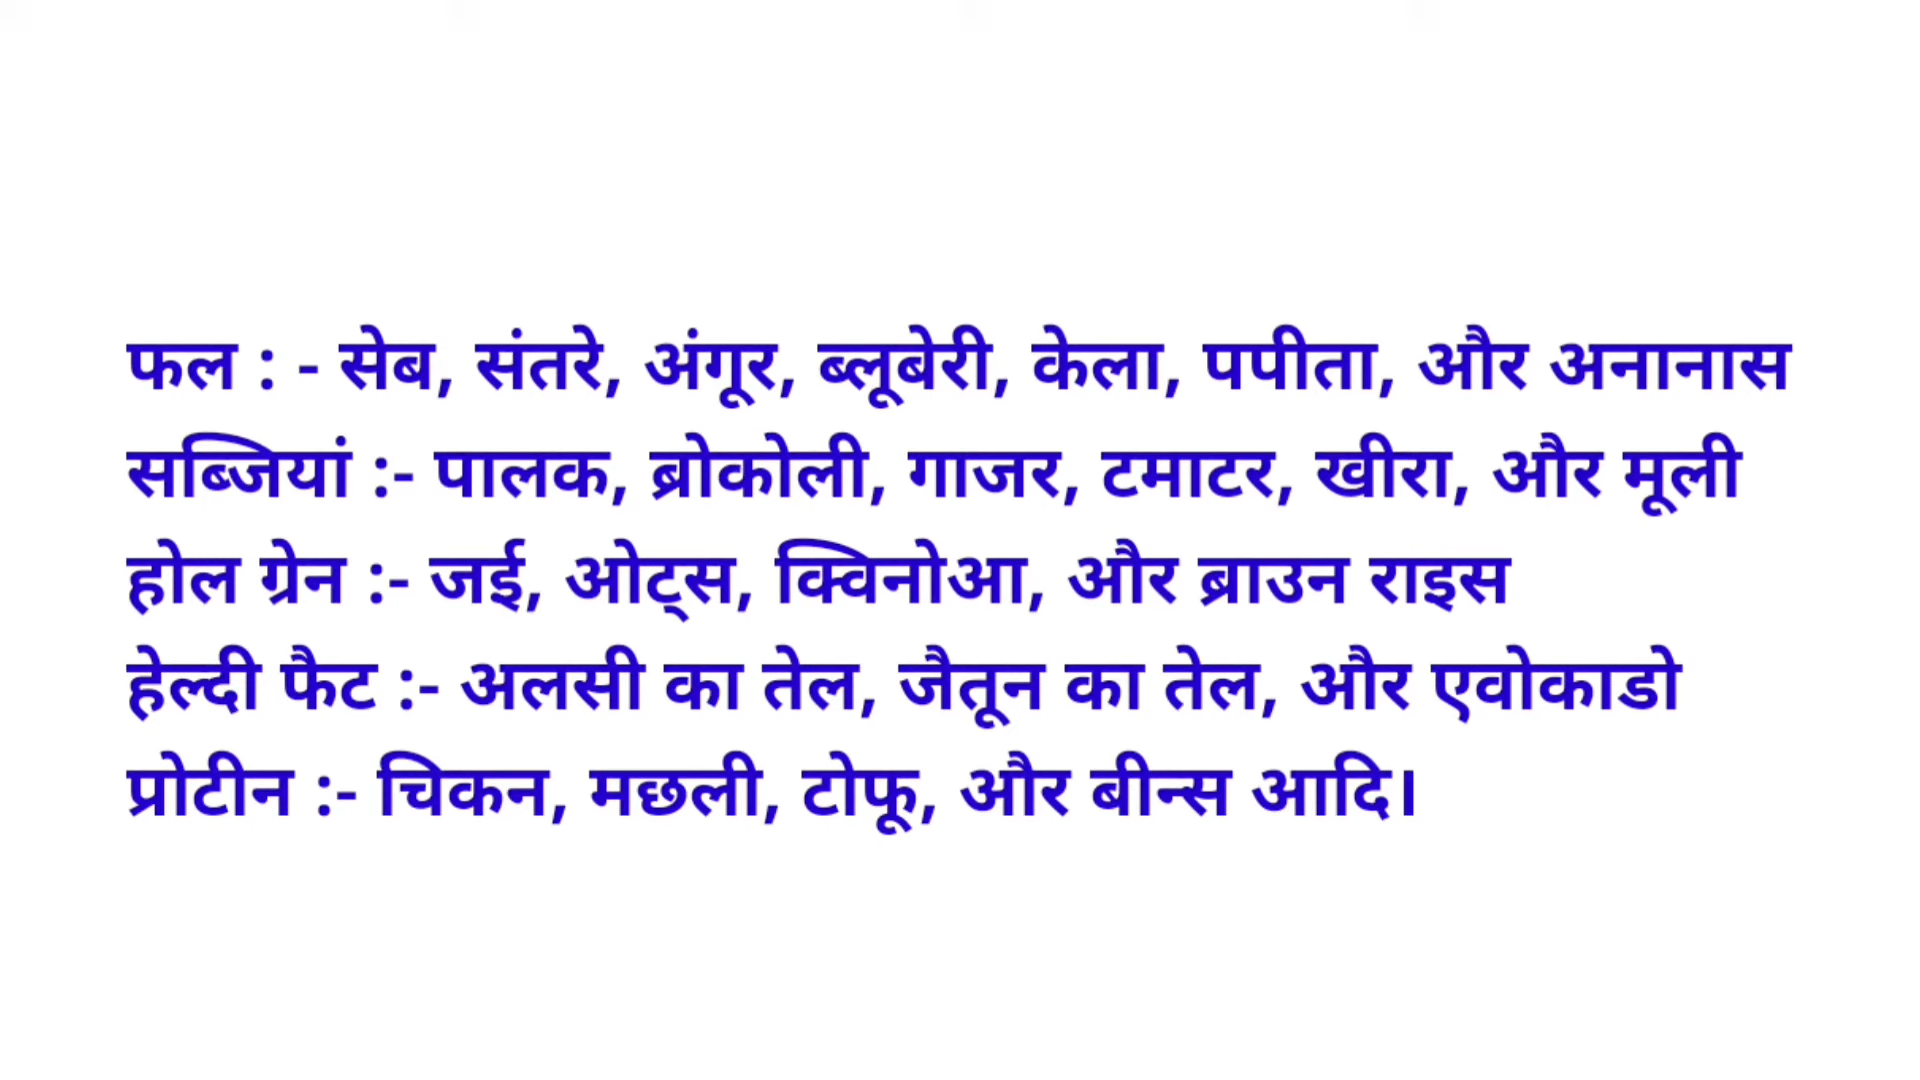 फल : - सेब, संतरे, अंगूर, ब्लूबेरी, केला, पपीता, और अनानास
सब्जियां :- पालक, ब्रोकोली, गाजर, टमाटर, खीरा, और मूली
होल ग्रेन :- जई, ओट्स, क्विनोआ, और ब्राउन राइस
हेल्दी फैट :- अलसी का तेल, जैतून का तेल, और एवोकाडो
प्रोटीन :- चिकन, मछली, टोफू, और बीन्स आदि।